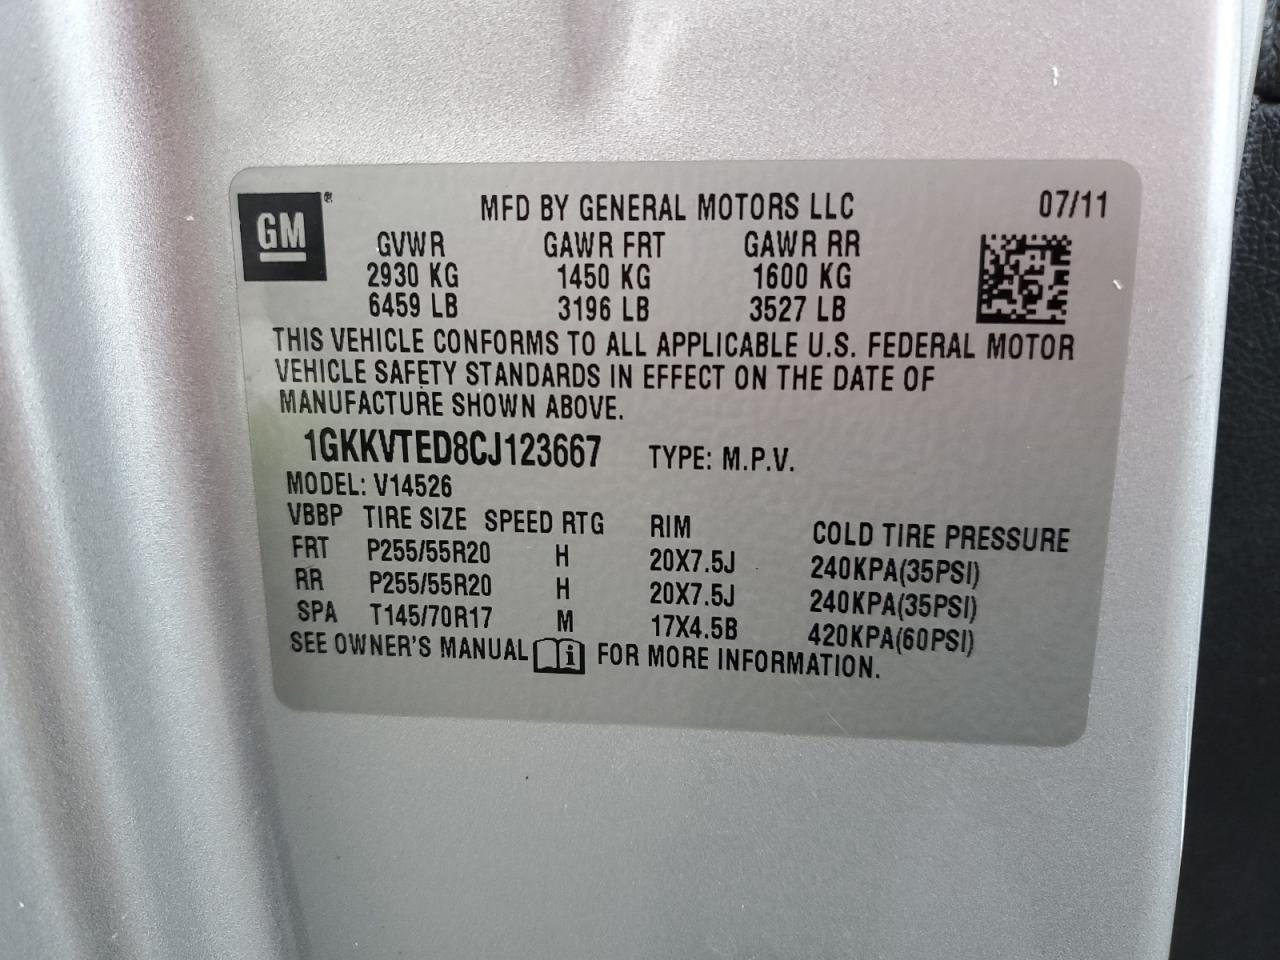 GM®
MFD BY GENERAL MOTORS LLC 07/11
GVWR GAWR FRT GAWR RR
2930 KG 1450 KG 1600 KG
6459 LB 3196 LB 3527 LB
THIS VEHICLE CONFORMS TO ALL APPLICABLE U.S. FEDERAL MOTOR
VEHICLE SAFETY STANDARDS IN EFFECT ON THE DATE OF
MANUFACTURE SHOWN ABOVE.
1GKKVTED8CJ123667 TYPE: M.P.V.
MODEL: V14526
VBBP TIRE SIZE SPEED RTG RIM COLD TIRE PRESSURE
FRT P255/55R20 H 20X7.5J 240KPA(35PSI)
RR P255/55R20 H 20X7.5J 240KPA(35PSI)
SPA T145/70R17 M 17X4.5B 420KPA(60PSI)
SEE OWNER'S MANUAL i FOR MORE INFORMATION.